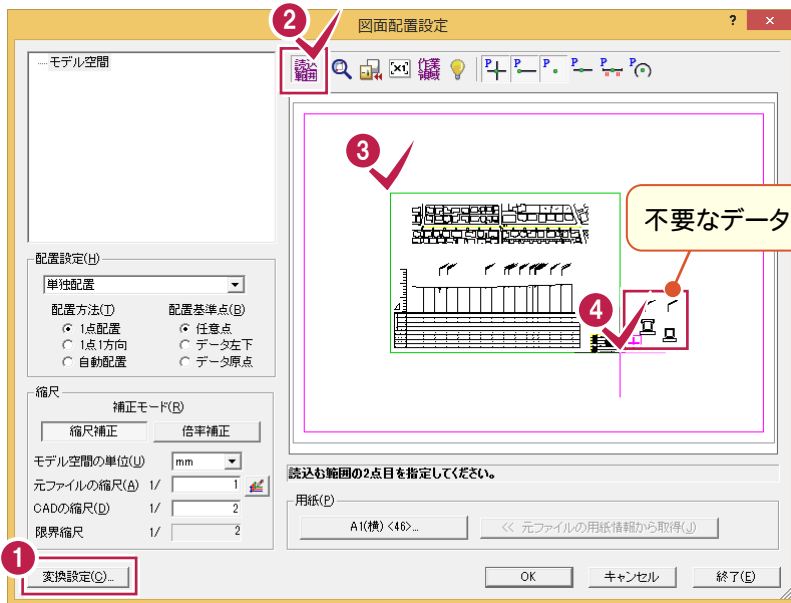 図面配置設定
?
×
2
モデル空間
読込
範囲
[X1]
作業
領域
P
P
P
P
P
P
3
不要なデータ
配置設定(H)
単独配置
配置方法(T)
配置基準点(B)
1点配置
任意点
1点1方向
データ左下
自動配置
データ原点
4
縮尺
補正モード(R)
縮尺補正
倍率補正
モデル空間の単位(U)
mm
元ファイルの縮尺(A) 1/
1
CADの縮尺(D) 1/
2
限界縮尺 1/
2
読込む範囲の2点目を指定してください。
用紙(P)
A1(横) <46>...
<< 元ファイルの用紙情報から取得(J)
1
変換設定(C)...
OK
キャンセル
終了(E)